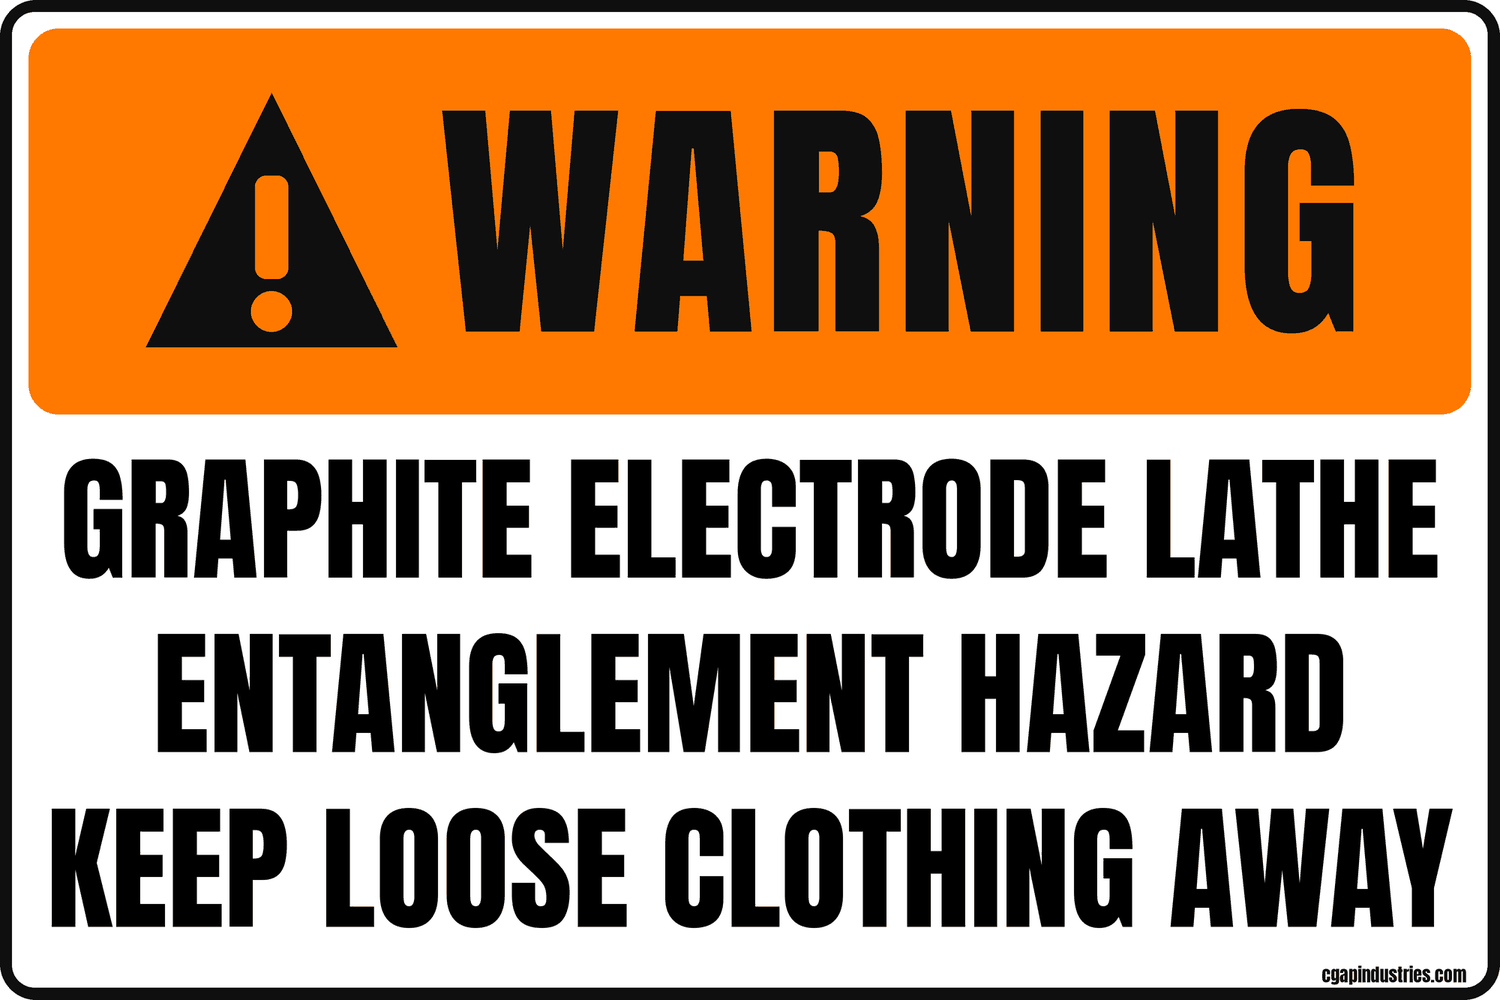 WARNING
GRAPHITE ELECTRODE LATHE
ENTANGLEMENT HAZARD
KEEP LOOSE CLOTHING AWAY
cgapindustries.com